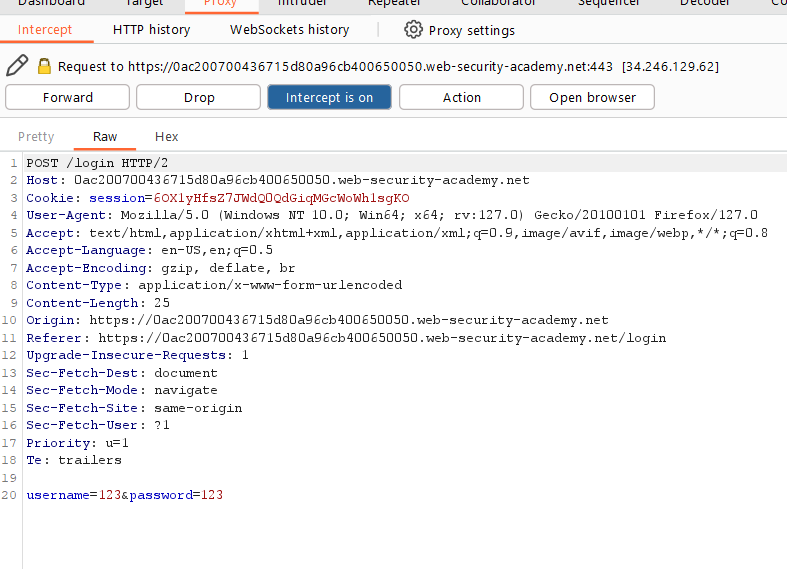 Dashboard Target Proxy Intruder Repeater Collaborator Sequencer Decoder Co
Intercept HTTP history WebSockets history Proxy settings
Request to https://0ac200700436715d80a96cb400650050.web-security-academy.net:443 [34.246.129.62]
Forward Drop Intercept is on Action Open browser
Pretty Raw Hex
1 POST /login HTTP/2
2 Host: 0ac200700436715d80a96cb400650050.web-security-academy.net
3 Cookie: session=6OX1yHfsZ7JWdQ0QdGiqMGcWoWh1sgKO
4 User-Agent: Mozilla/5.0 (Windows NT 10.0; Win64; x64; rv:127.0) Gecko/20100101 Firefox/127.0
5 Accept: text/html,application/xhtml+xml,application/xml;q=0.9,image/avif,image/webp,*/*;q=0.8
6 Accept-Language: en-US,en;q=0.5
7 Accept-Encoding: gzip, deflate, br
8 Content-Type: application/x-www-form-urlencoded
9 Content-Length: 25
10 Origin: https://0ac200700436715d80a96cb400650050.web-security-academy.net
11 Referer: https://0ac200700436715d80a96cb400650050.web-security-academy.net/login
12 Upgrade-Insecure-Requests: 1
13 Sec-Fetch-Dest: document
14 Sec-Fetch-Mode: navigate
15 Sec-Fetch-Site: same-origin
16 Sec-Fetch-User: ?1
17 Priority: u=1
18 Te: trailers
19
20 username=123&password=123